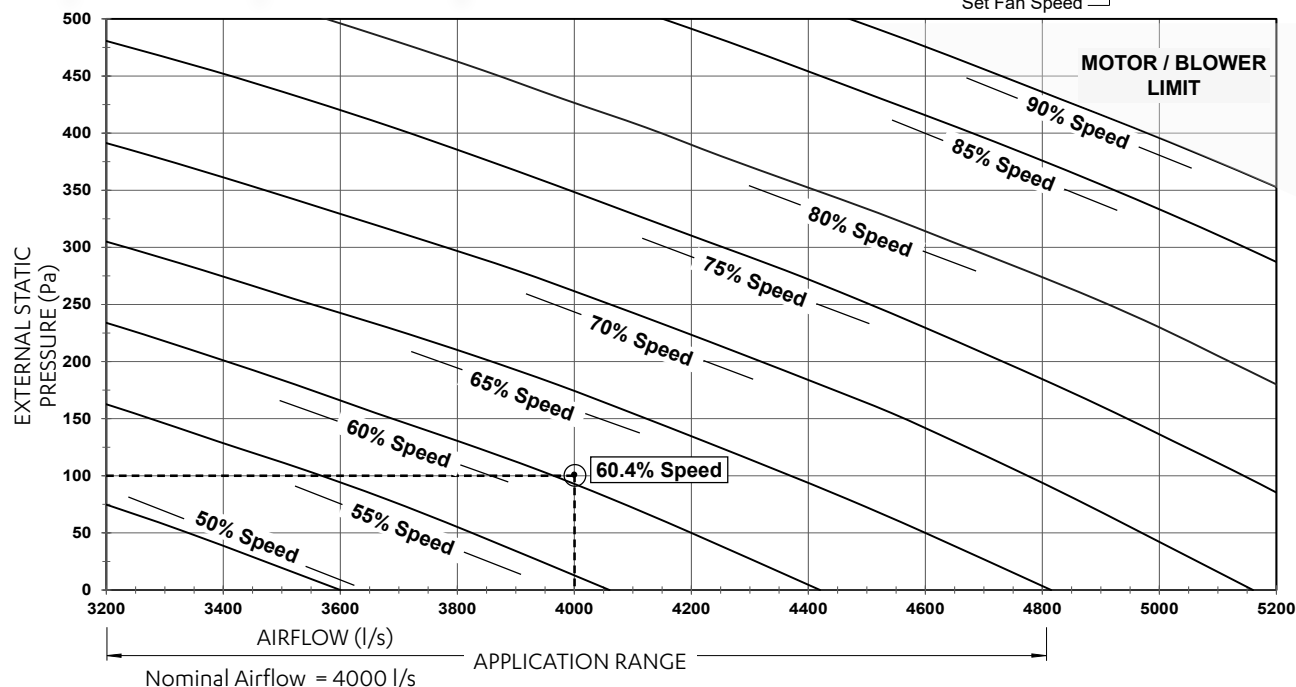 Set Fan Speed
500
450
400
350
300
250
200
150
100
50
0
EXTERNAL STATIC
PRESSURE (Pa)
MOTOR / BLOWER
LIMIT
90% Speed
85% Speed
80% Speed
75% Speed
70% Speed
65% Speed
60% Speed
60.4% Speed
55% Speed
50% Speed
3200 3400 3600 3800 4000 4200 4400 4600 4800 5000 5200
AIRFLOW (l/s)
APPLICATION RANGE
Nominal Airflow = 4000 l/s